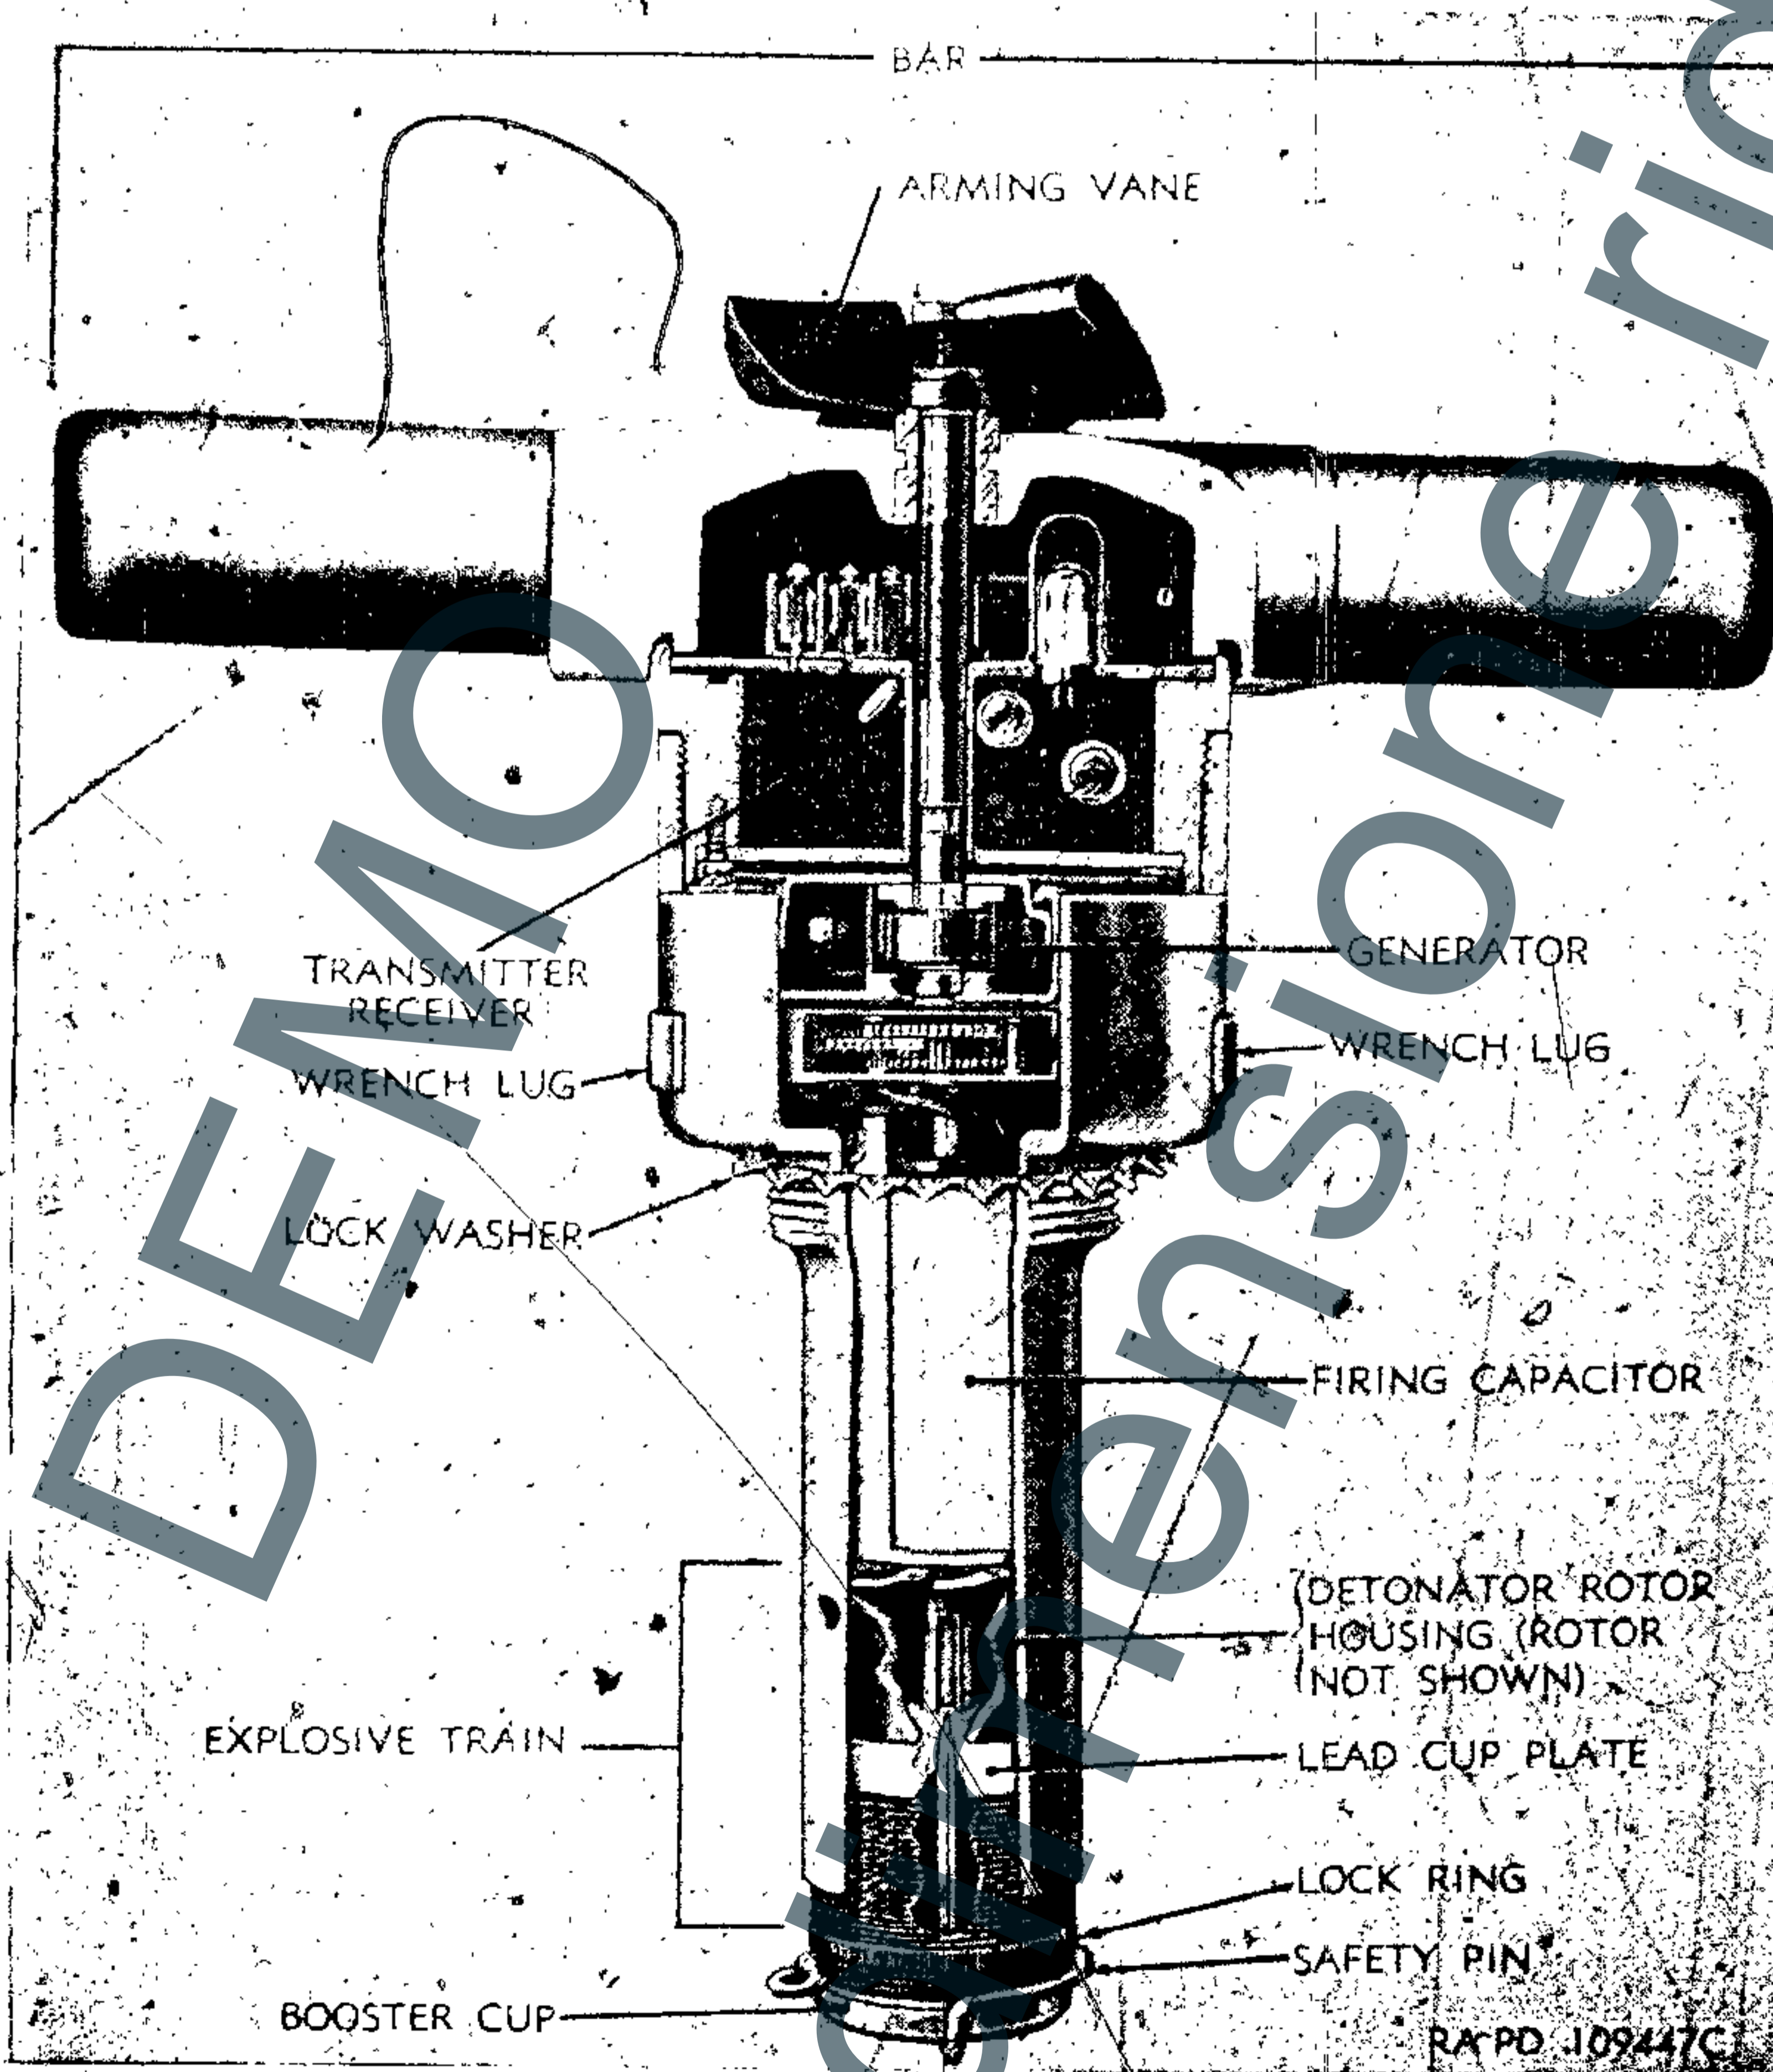 BAR
ARMING VANE
TRANSMITTER
RECEIVER
GENERATOR
WRENCH LUG
WRENCH LUG
LOCK WASHER
FIRING CAPACITOR
DETONATOR ROTOR
HOUSING (ROTOR
NOT SHOWN)
EXPLOSIVE TRAIN
LEAD CUP PLATE
LOCK RING
SAFETY PIN
BOOSTER CUP
RA PD 109447C
DEMO